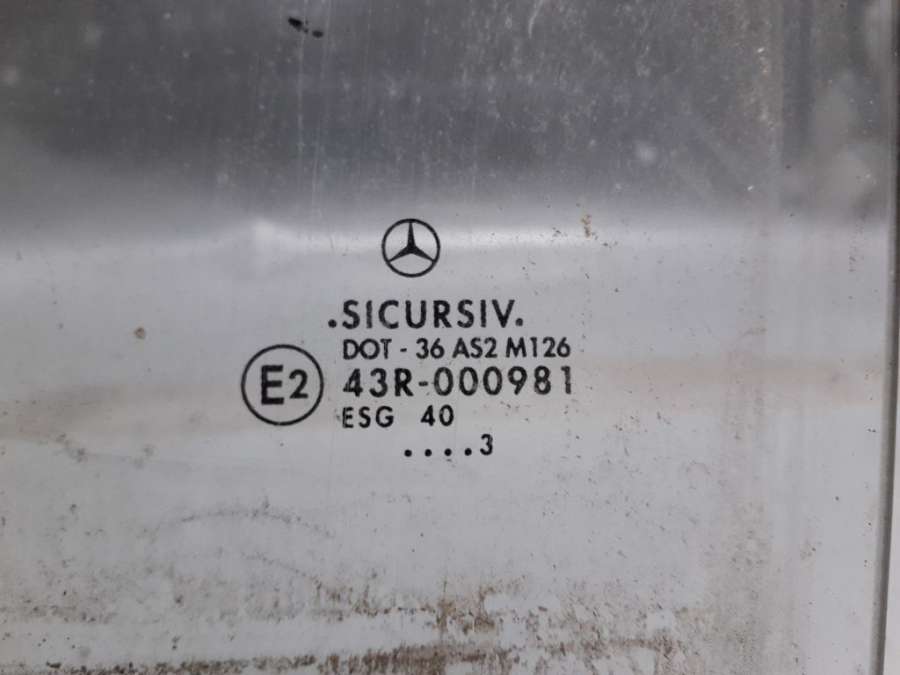 .SICURSIV.
DOT - 36 AS2 M126
E2 43R-000981
ESG 40
....3